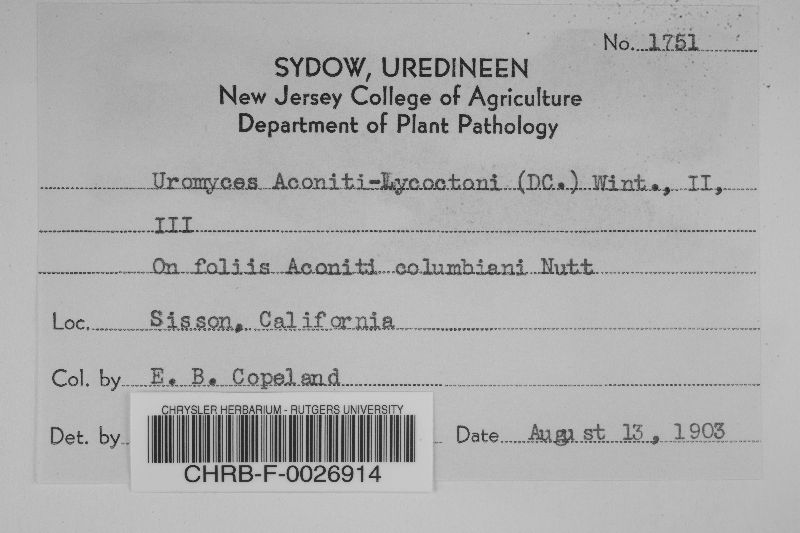 No. 1751
SYDOW, UREDINEEN
New Jersey College of Agriculture
Department of Plant Pathology
Uromyces Aconiti-Lycoctoni (DC.) Wint., II,
III
On foliis Aconiti columbiani Nutt
Loc. Sisson, California
Col. by E. B. Copeland
Det. by Date August 13, 1903
CHRYSLER HERBARIUM - RUTGERS UNIVERSITY
CHRB-F-0026914